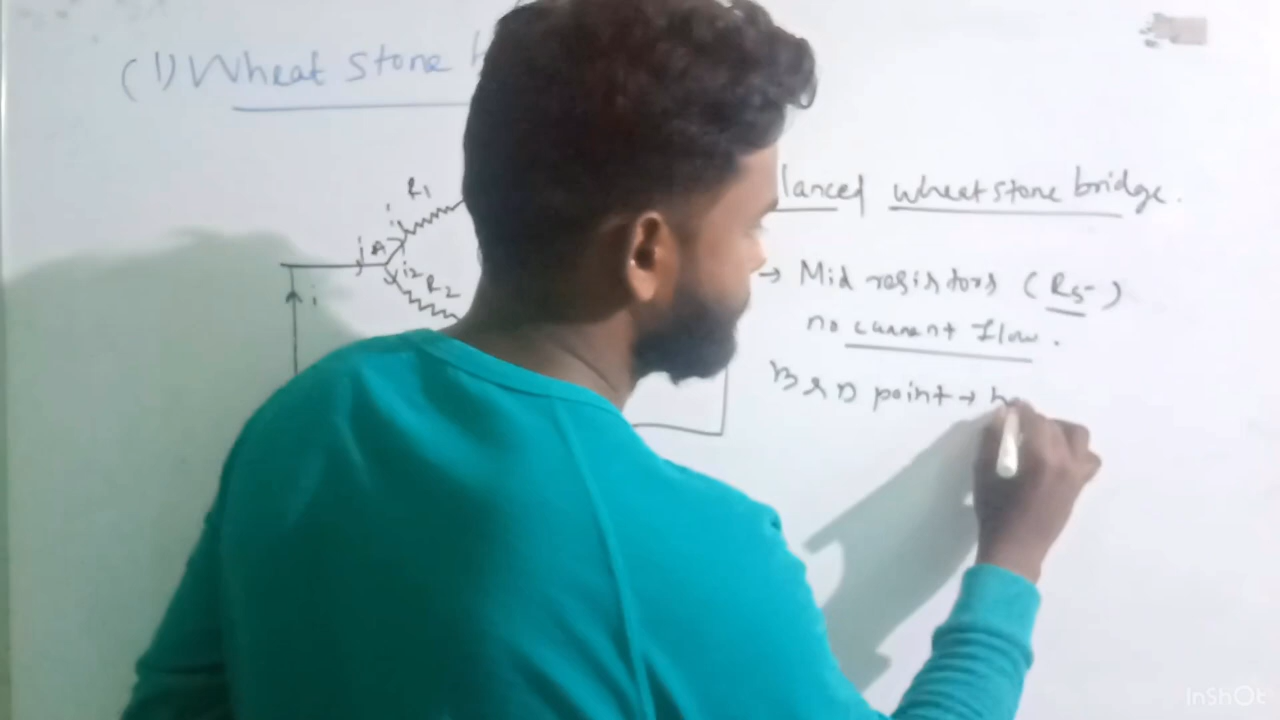 (1) Wheat stone
lanced wheatstone bridge.
→ Mid resistors (R5)
no current flow.
B & D point →
R1
i
i A
i2
R2
i
InShOt